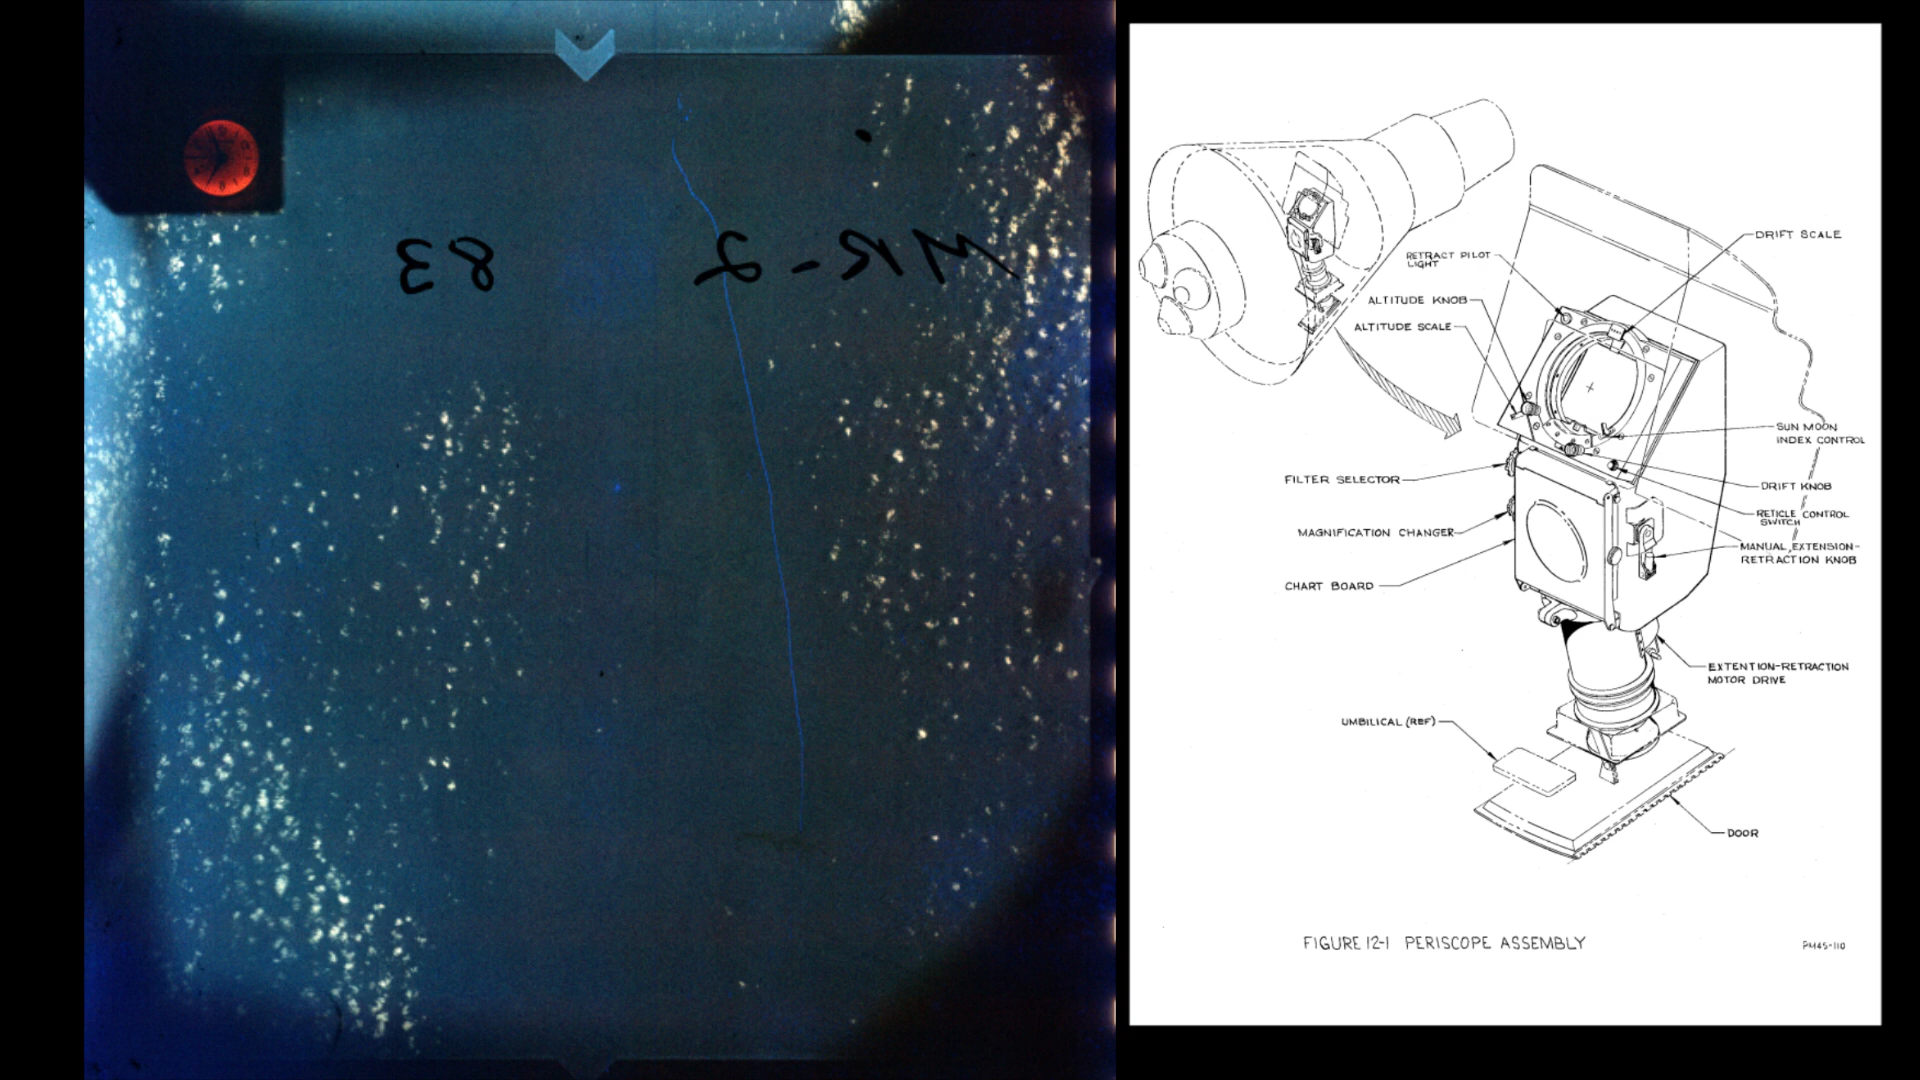 83 MR-2
DRIFT SCALE
RETRACT PILOT
LIGHT
ALTITUDE KNOB
ALTITUDE SCALE
SUN MOON
INDEX CONTROL
FILTER SELECTOR
DRIFT KNOB
RETICLE CONTROL
SWITCH
MAGNIFICATION CHANGER
MANUAL EXTENSION-
RETRACTION KNOB
CHART BOARD
EXTENTION-RETRACTION
MOTOR DRIVE
UMBILICAL (REF)
DOOR
FIGURE 12-1 PERISCOPE ASSEMBLY
PM45-110